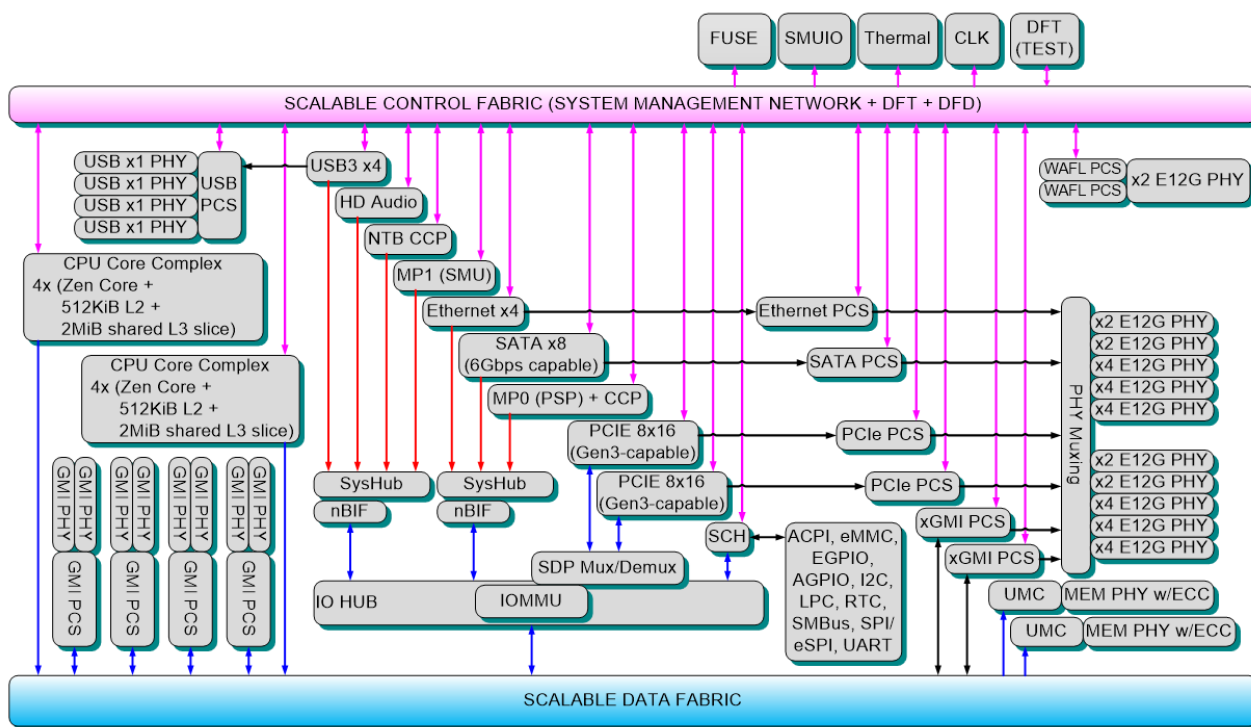 FUSE
SMUIO
Thermal
CLK
DFT
(TEST)
SCALABLE CONTROL FABRIC (SYSTEM MANAGEMENT NETWORK + DFT + DFD)
USB x1 PHY
USB x1 PHY
USB x1 PHY
USB x1 PHY
USB
PCS
USB3 x4
HD Audio
NTB CCP
MP1 (SMU)
Ethernet x4
SATA x8
(6Gbps capable)
MP0 (PSP) + CCP
PCIE 8x16
(Gen3-capable)
PCIE 8x16
(Gen3-capable)
WAFL PCS
WAFL PCS
x2 E12G PHY
CPU Core Complex
4x (Zen Core +
512KiB L2 +
2MiB shared L3 slice)
CPU Core Complex
4x (Zen Core +
512KiB L2 +
2MiB shared L3 slice)
Ethernet PCS
SATA PCS
PCIe PCS
PCIe PCS
xGMI PCS
xGMI PCS
PHY Muxing
x2 E12G PHY
x2 E12G PHY
x4 E12G PHY
x4 E12G PHY
x4 E12G PHY
x2 E12G PHY
x2 E12G PHY
x4 E12G PHY
x4 E12G PHY
x4 E12G PHY
GMI PHY
GMI PHY
GMI PHY
GMI PHY
GMI PHY
GMI PHY
GMI PHY
GMI PHY
GMI PCS
GMI PCS
GMI PCS
GMI PCS
SysHub
nBIF
SysHub
nBIF
SCH
ACPI, eMMC,
EGPIO,
AGPIO, I2C,
LPC, RTC,
SMBus, SPI/
eSPI, UART
SDP Mux/Demux
IO HUB
IOMMU
UMC
MEM PHY w/ECC
UMC
MEM PHY w/ECC
SCALABLE DATA FABRIC